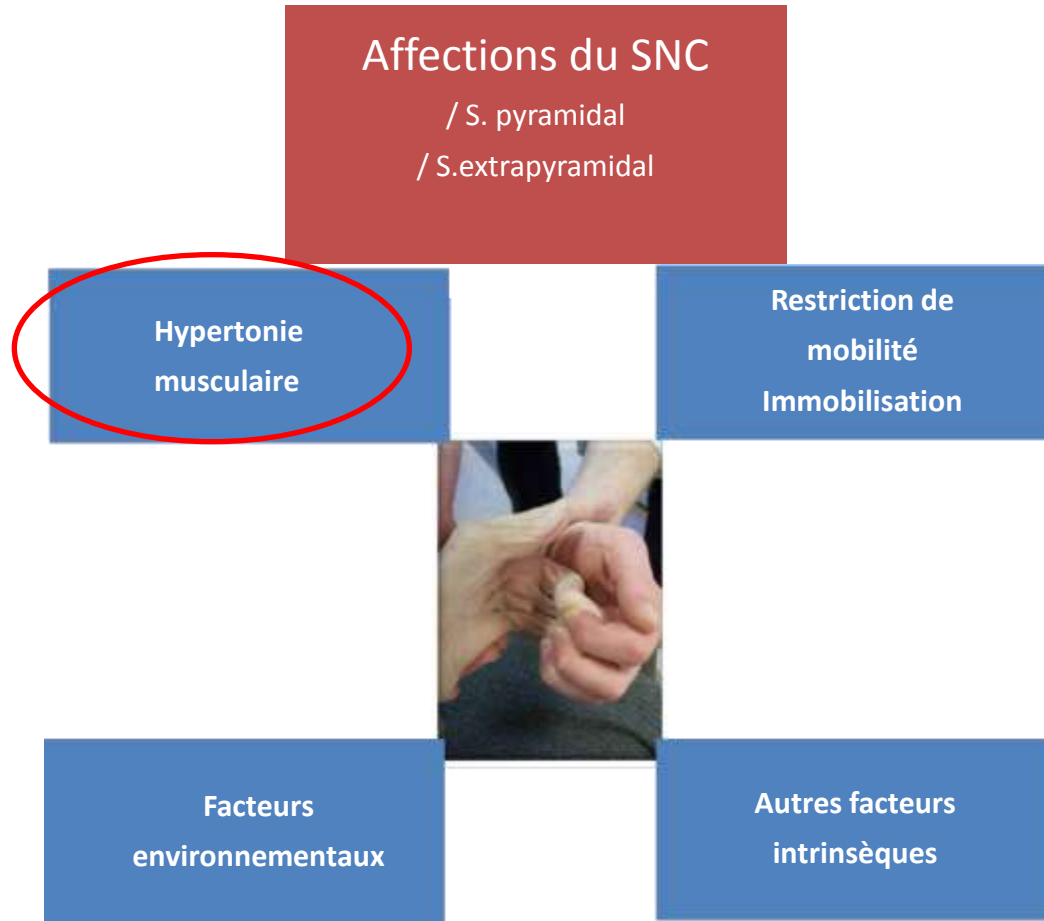 Affections du SNC
/ S. pyramidal
/ S.extrapyramidal
Hypertonie
musculaire
Restriction de
mobilité
Immobilisation
Facteurs
environnementaux
Autres facteurs
intrinsèques